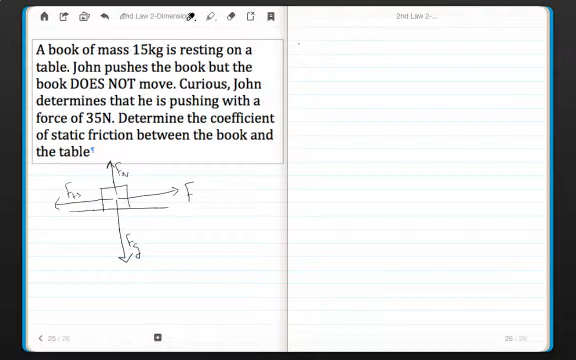 2nd Law 2-Dimension
2nd Law 2-...
A book of mass 15kg is resting on a
table. John pushes the book but the
book DOES NOT move. Curious, John
determines that he is pushing with a
force of 35N. Determine the coefficient
of static friction between the book and
the table
FN
F
Fg
25 / 26
26 / 26